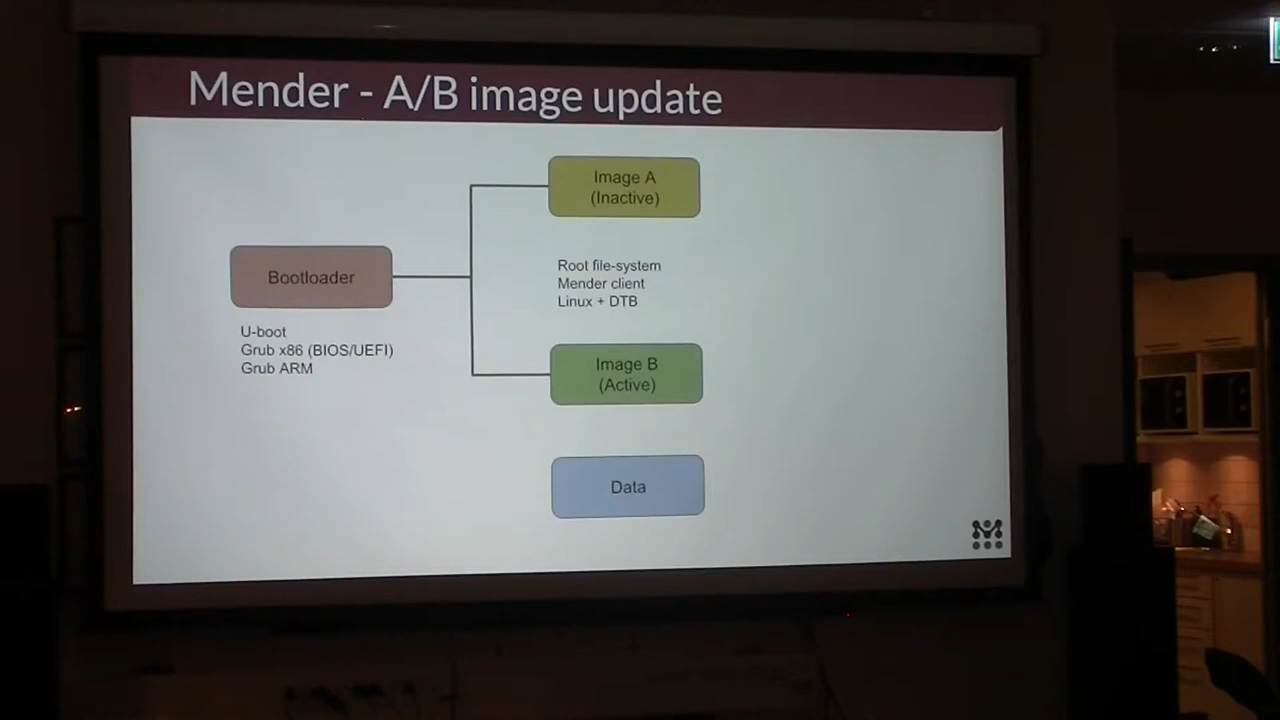 Mender - A/B image update
Image A
(Inactive)
Bootloader
Root file-system
Mender client
Linux + DTB
U-boot
Grub x86 (BIOS/UEFI)
Grub ARM
Image B
(Active)
Data